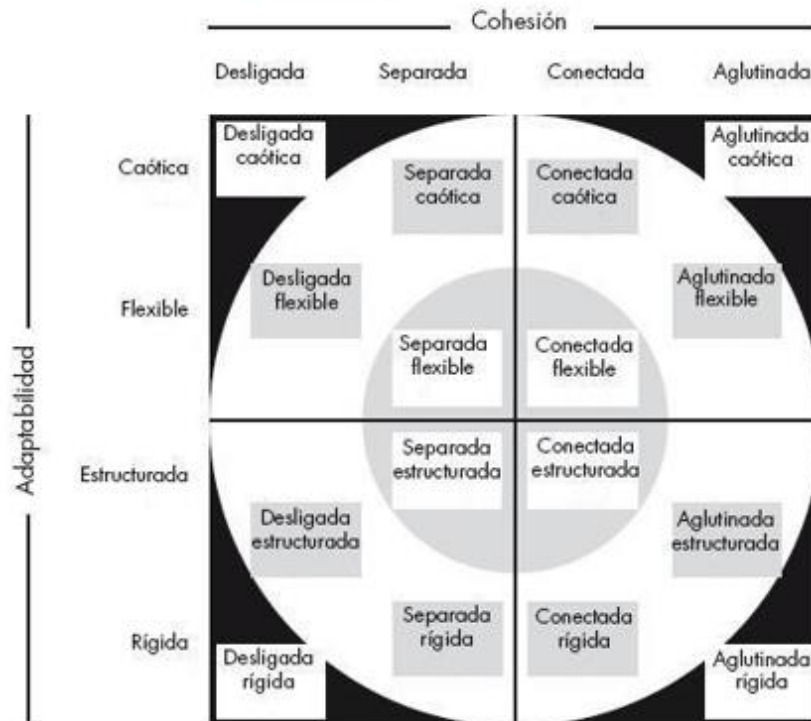 Cohesión
Desligada Separada Conectada Aglutinada
Adaptabilidad
Caótica
Desligada
caótica
Separada
caótica
Conectada
caótica
Aglutinada
caótica
Flexible
Desligada
flexible
Separada
flexible
Conectada
flexible
Aglutinada
flexible
Estructurada
Desligada
estructurada
Separada
estructurada
Conectada
estructurada
Aglutinada
estructurada
Rígida
Desligada
rígida
Separada
rígida
Conectada
rígida
Aglutinada
rígida